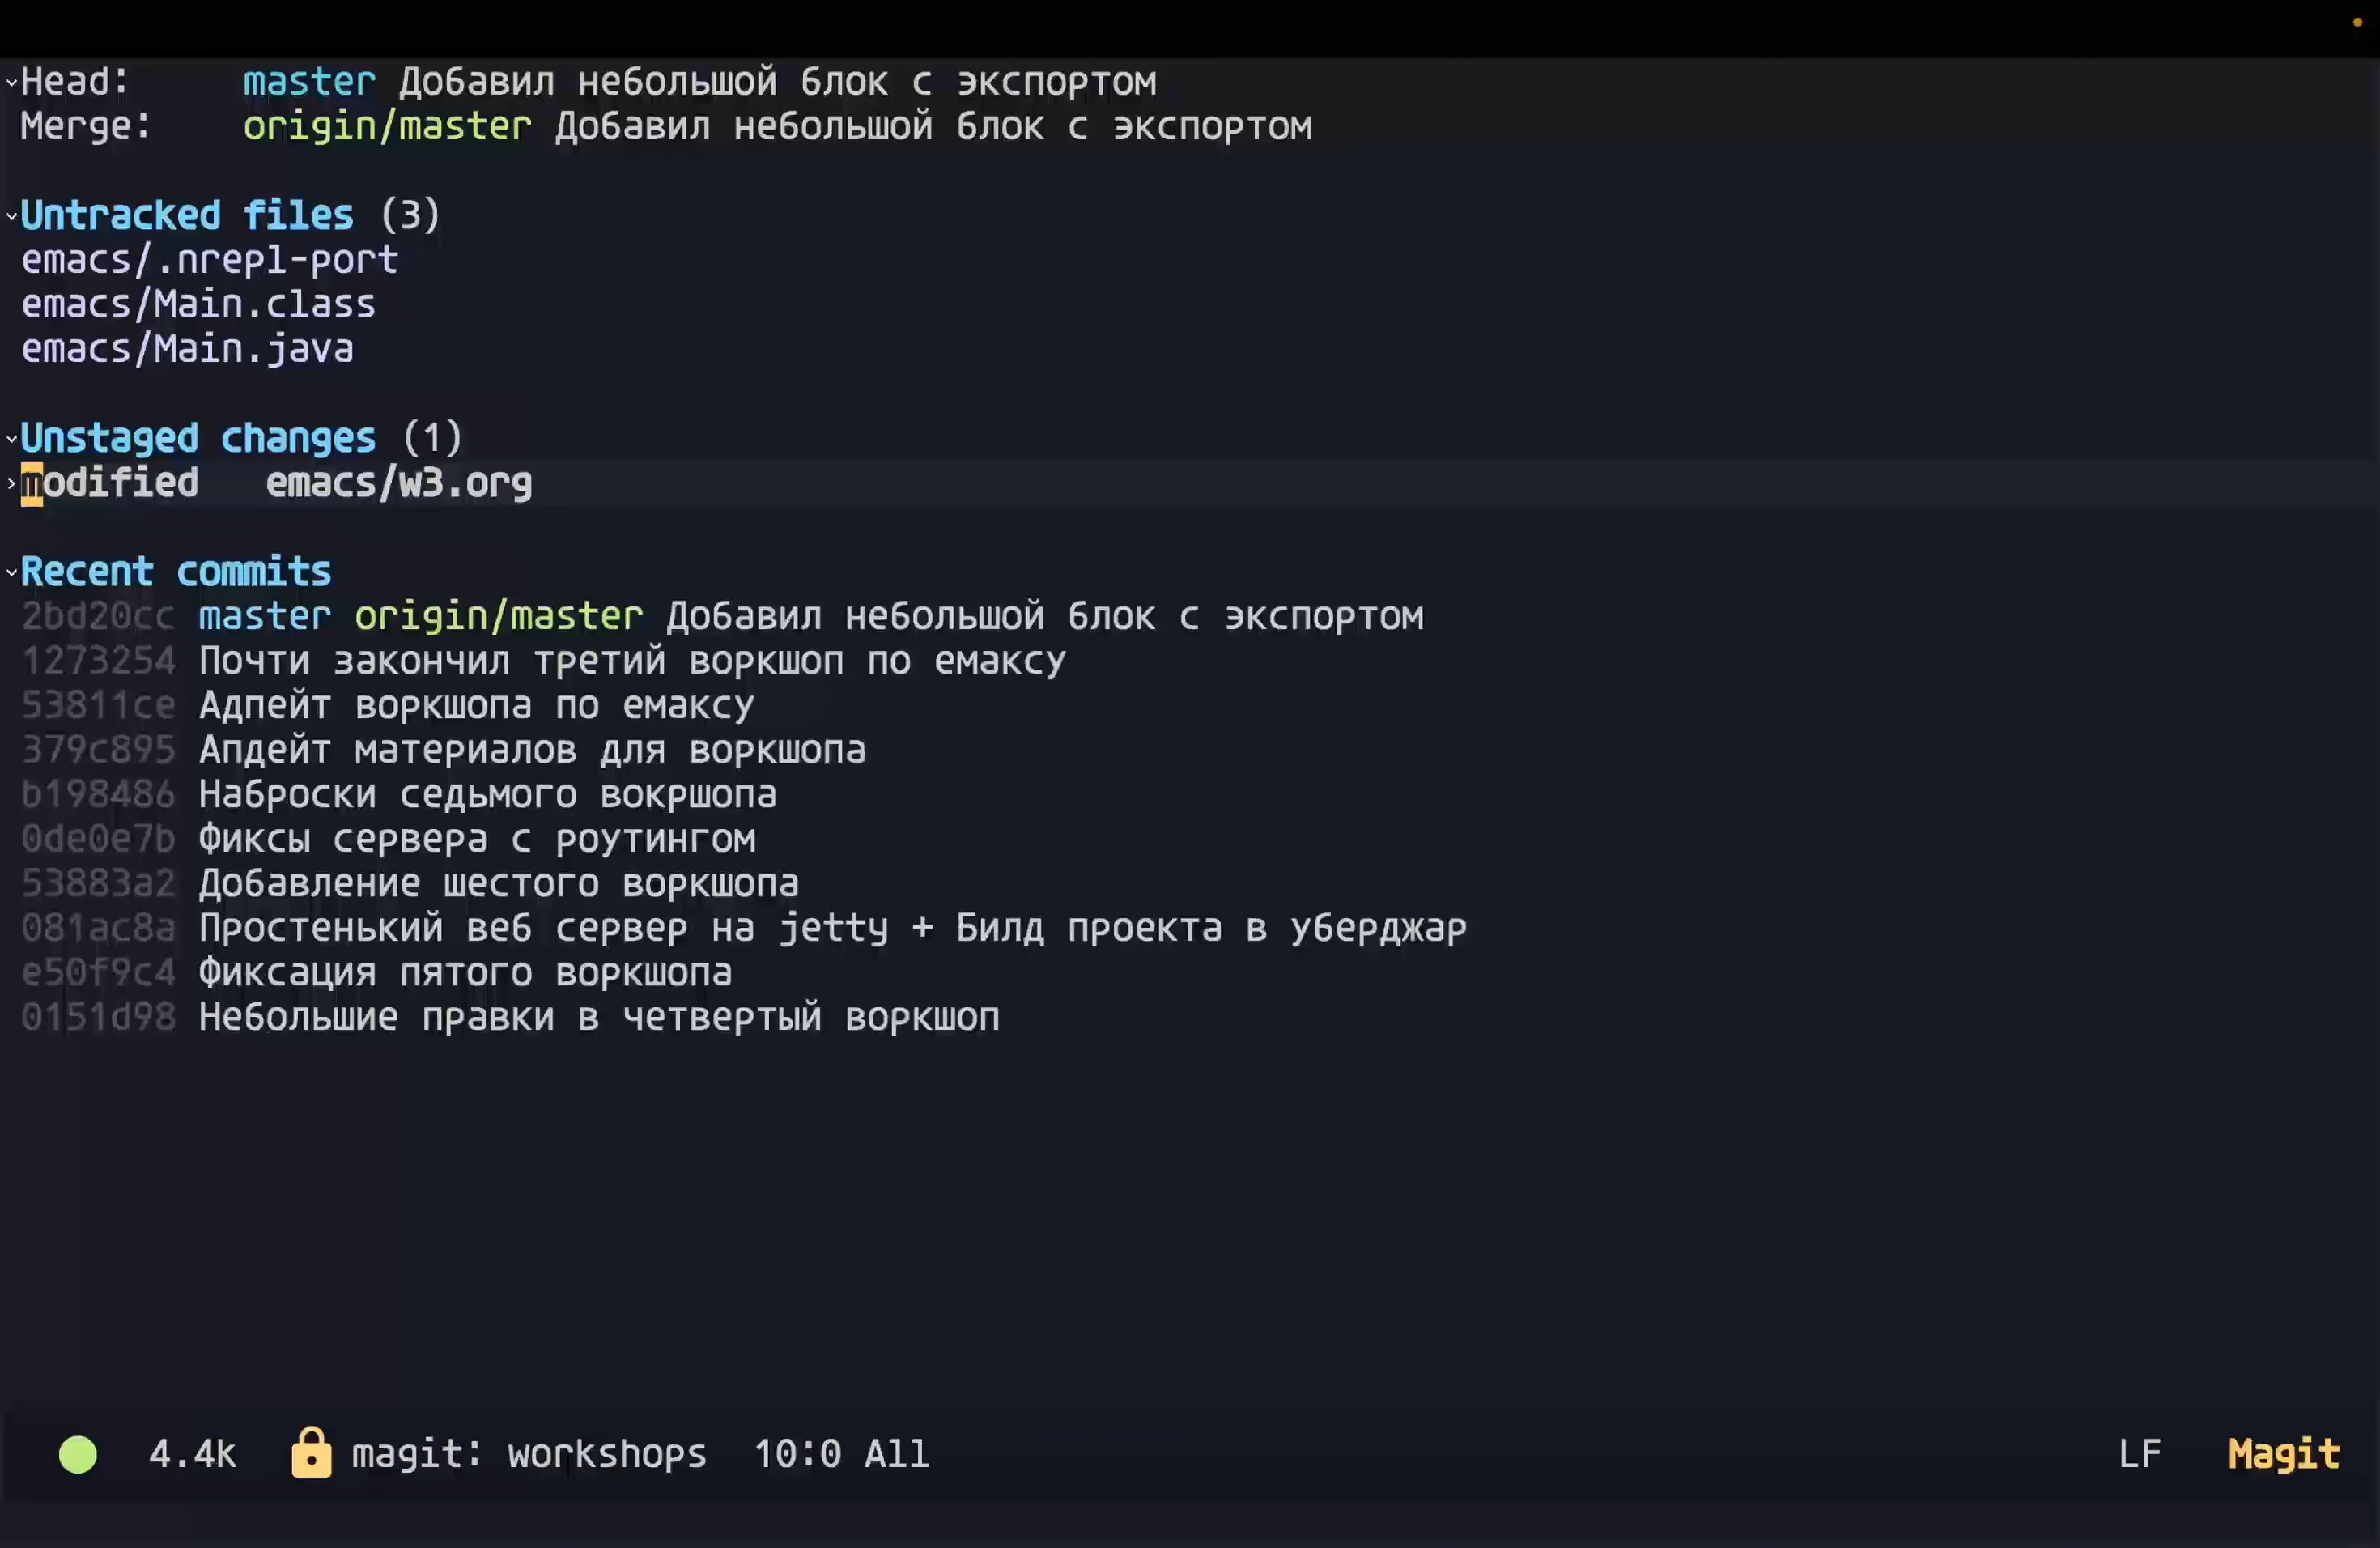 Head: master Добавил небольшой блок с экспортом
Merge: origin/master Добавил небольшой блок с экспортом
Untracked files (3)
emacs/.nrepl-port
emacs/Main.class
emacs/Main.java
Unstaged changes (1)
modified emacs/w3.org
Recent commits
2bd20cc master origin/master Добавил небольшой блок с экспортом
1273254 Почти закончил третий воркшоп по емаксу
53811ce Адпейт воркшопа по емаксу
379c895 Апдейт материалов для воркшопа
b198486 Наброски седьмого вокршопа
0de0e7b Фиксы сервера с роутингом
53883a2 Добавление шестого воркшопа
081ac8a Простенький веб сервер на jetty + Билд проекта в уберджар
e50f9c4 Фиксация пятого воркшопа
0151d98 Небольшие правки в четвертый воркшоп
4.4k magit: workshops 10:0 All LF Magit